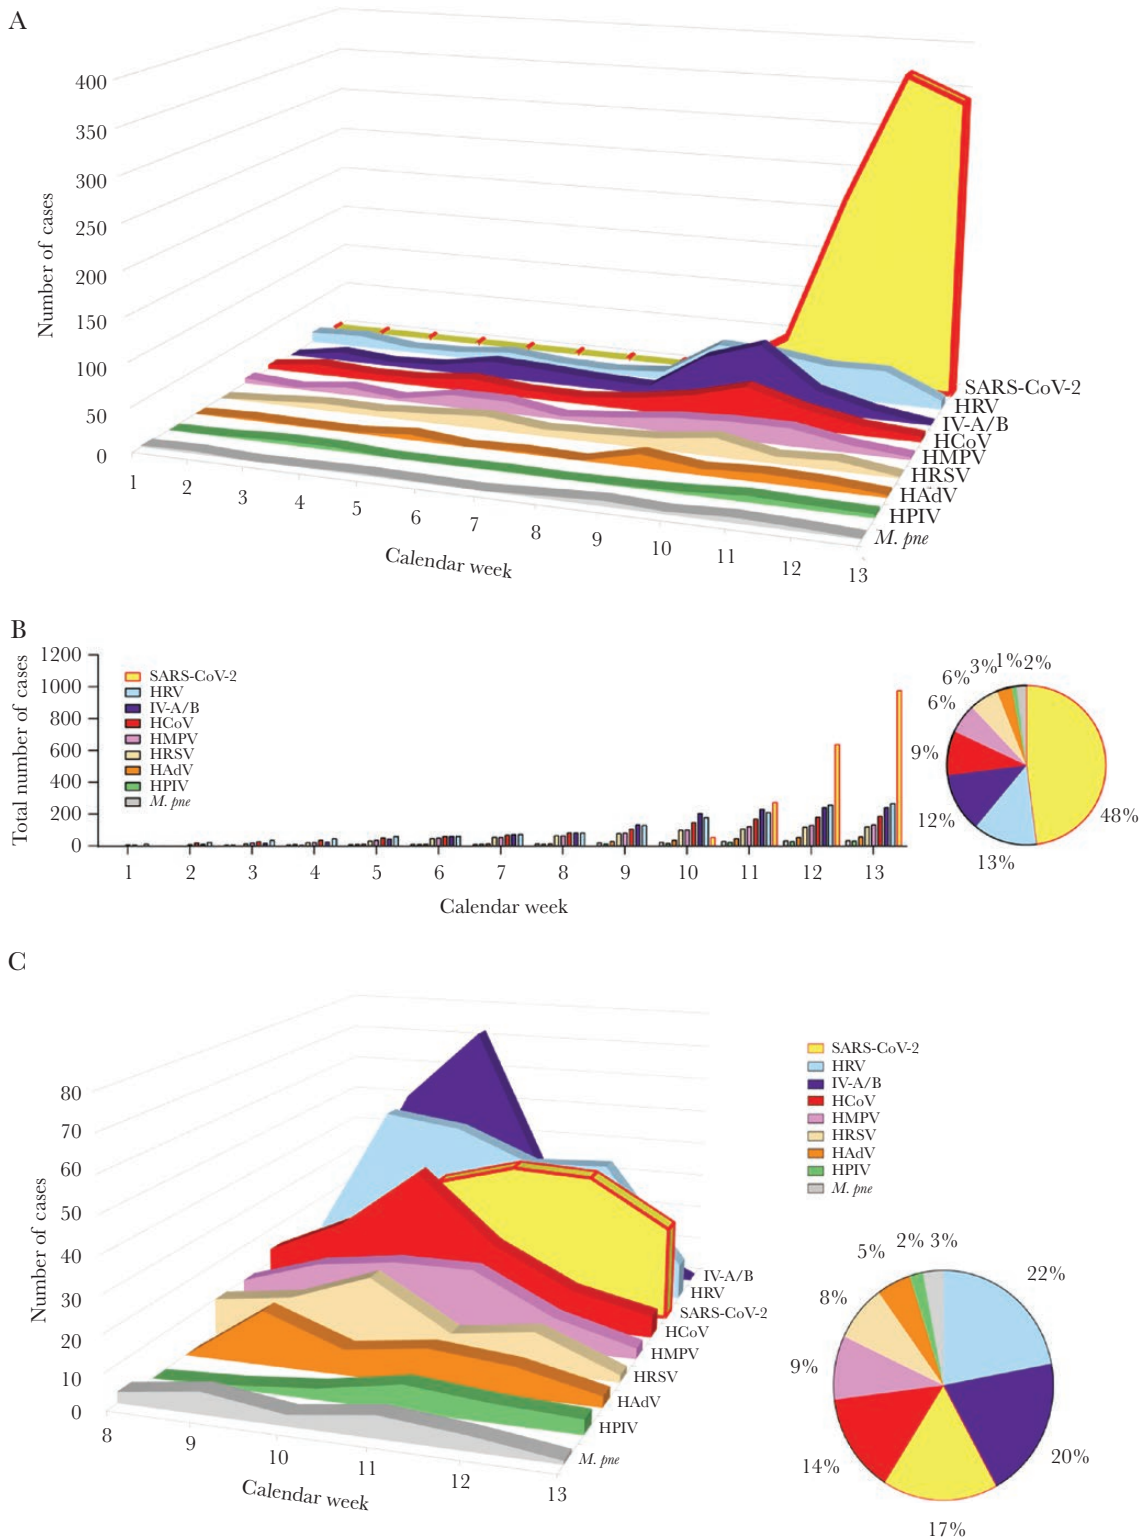 A
400
350
300
250
200
150
100
50
0
Number of cases
1 2 3 4 5 6 7 8 9 10 11 12 13
Calendar week
SARS-CoV-2
HRV
IV-A/B
HCoV
HMPV
HRSV
HAdV
HPIV
M. pne
B
1200
1000
800
600
400
200
0
Total number of cases
SARS-CoV-2
HRV
IV-A/B
HCoV
HMPV
HRSV
HAdV
HPIV
M. pne
1 2 3 4 5 6 7 8 9 10 11 12 13
Calendar week
6% 3% 1% 2%
6%
9%
12%
13%
48%
C
80
70
60
50
40
30
20
10
0
Number of cases
8 9 10 11 12 13
Calendar week
IV-A/B
HRV
SARS-CoV-2
HCoV
HMPV
HRSV
HAdV
HPIV
M. pne
SARS-CoV-2
HRV
IV-A/B
HCoV
HMPV
HRSV
HAdV
HPIV
M. pne
5% 2% 3%
22%
8%
9%
14%
20%
17%